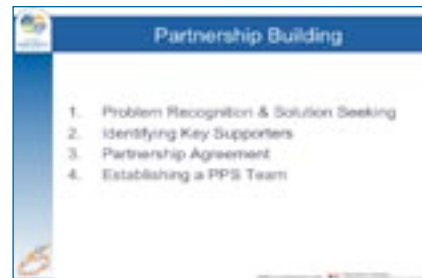 Partnership Building
1. Problem Recognition & Solution Seeking
2. Identifying Key Supporters
3. Partnership Agreement
4. Establishing a PPS Team